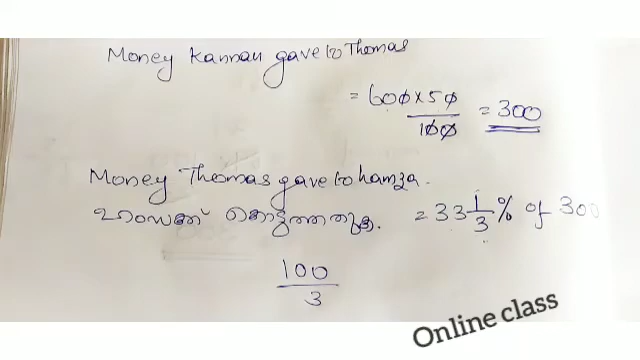 Money Kannan gave to Thomas
= 600 × 50 / 100 = 300
Money Thomas gave to hamza.
ഹംസക്ക് കൊടുത്തതുക. = 33 1/3 % of 300
100 / 3
Online class